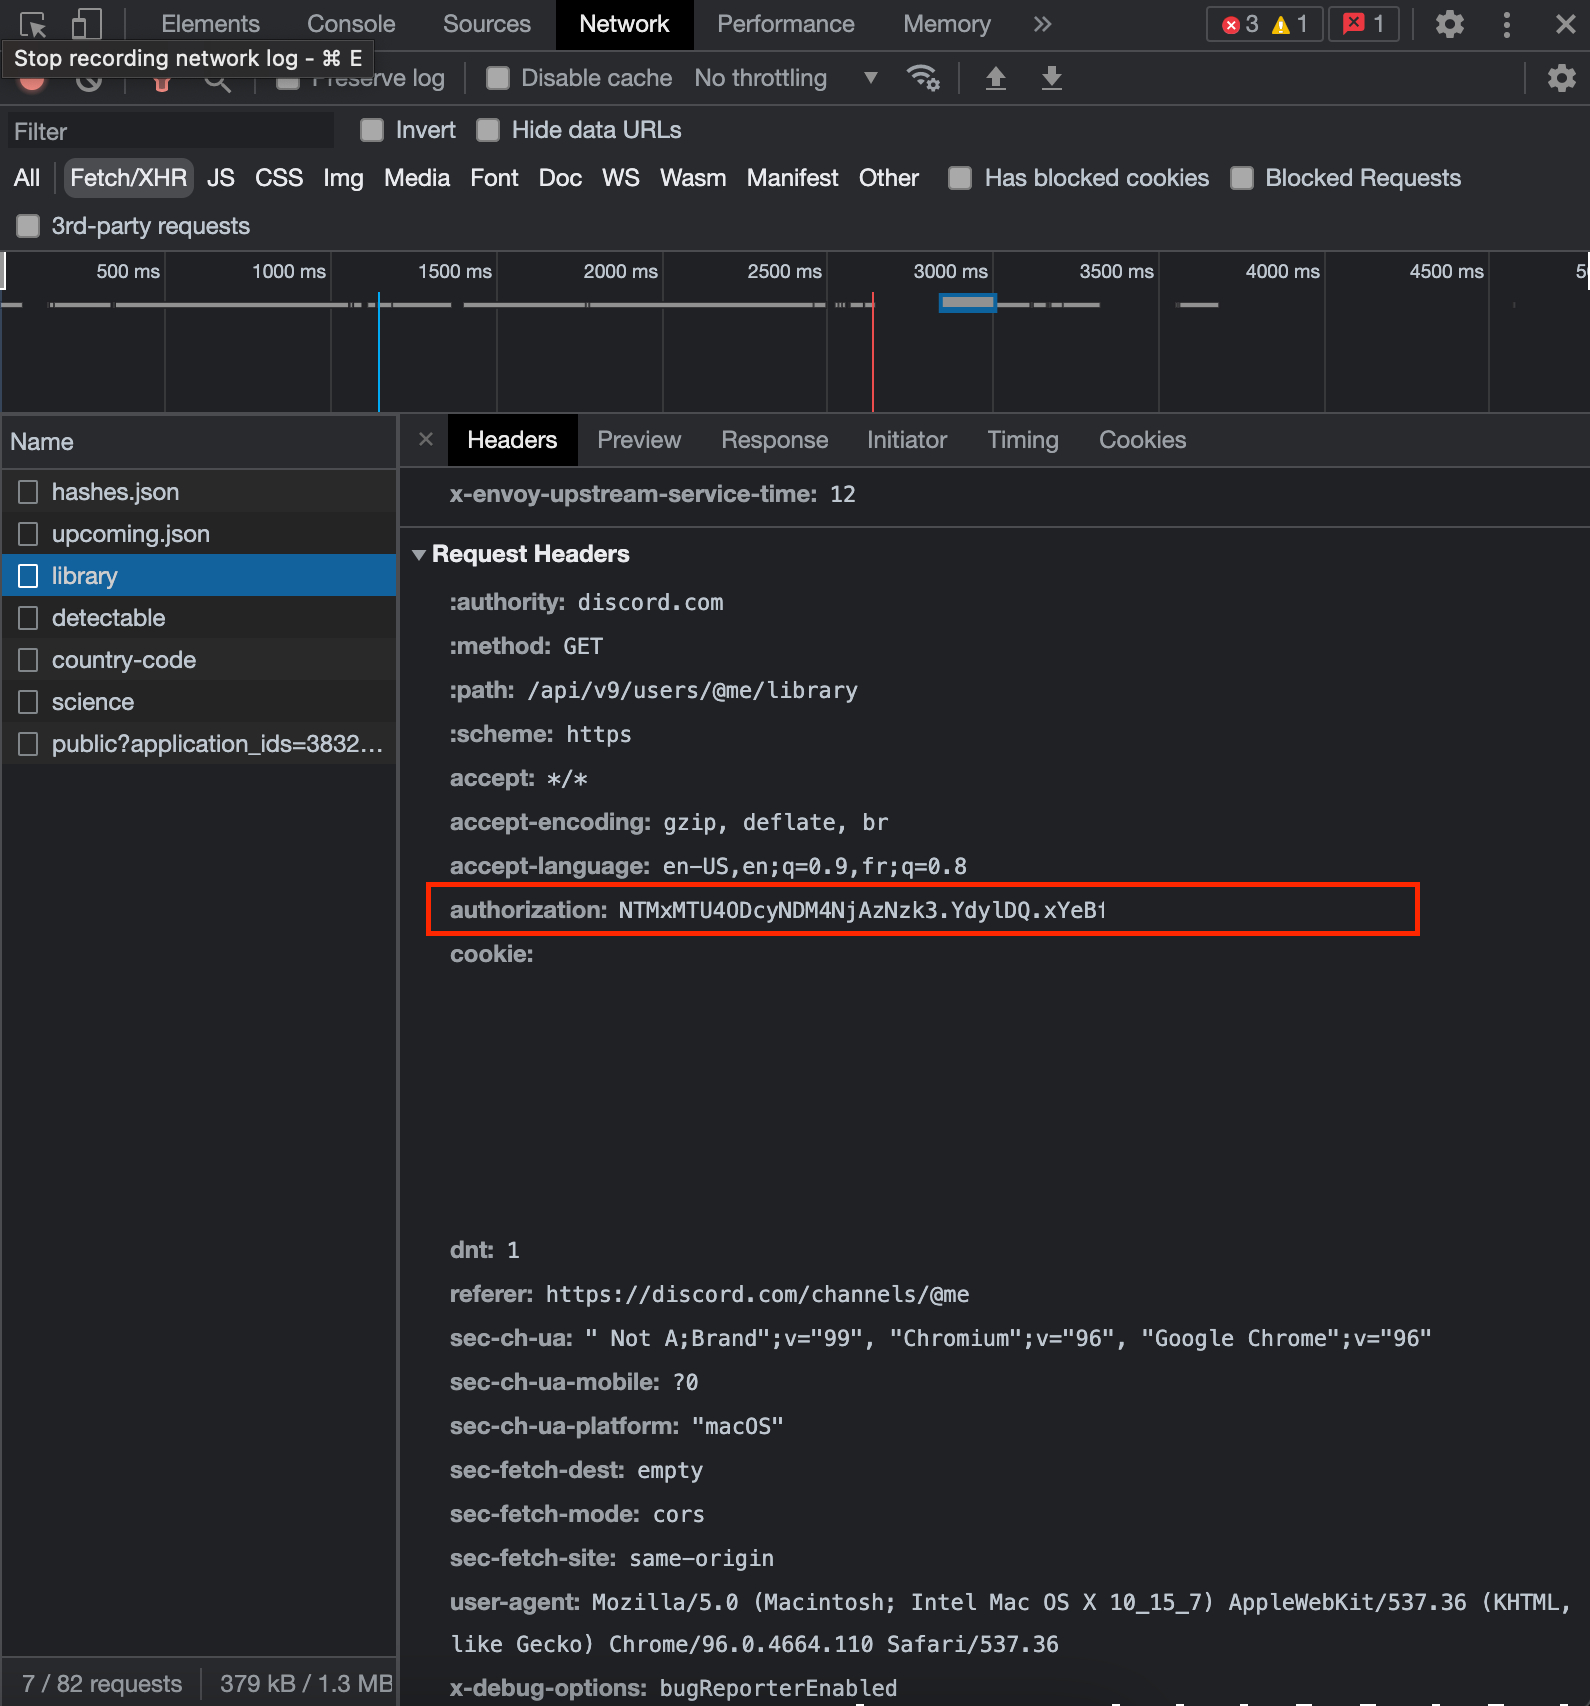 Elements Console Sources Network Performance Memory » 3 1 1
Stop recording network log - ⌘ E
Preserve log Disable cache No throttling
Filter Invert Hide data URLs
All Fetch/XHR JS CSS Img Media Font Doc WS Wasm Manifest Other Has blocked cookies Blocked Requests
3rd-party requests
500 ms 1000 ms 1500 ms 2000 ms 2500 ms 3000 ms 3500 ms 4000 ms 4500 ms
Name
hashes.json
upcoming.json
library
detectable
country-code
science
public?application_ids=3832...
7 / 82 requests 379 kB / 1.3 MB
× Headers Preview Response Initiator Timing Cookies
x-envoy-upstream-service-time: 12
Request Headers
:authority: discord.com
:method: GET
:path: /api/v9/users/@me/library
:scheme: https
accept: */*
accept-encoding: gzip, deflate, br
accept-language: en-US,en;q=0.9,fr;q=0.8
authorization: NTMxMTU4ODcyNDM4NjAzNzk3.YdylDQ.xYeBi
cookie:
dnt: 1
referer: https://discord.com/channels/@me
sec-ch-ua: " Not A;Brand";v="99", "Chromium";v="96", "Google Chrome";v="96"
sec-ch-ua-mobile: ?0
sec-ch-ua-platform: "macOS"
sec-fetch-dest: empty
sec-fetch-mode: cors
sec-fetch-site: same-origin
user-agent: Mozilla/5.0 (Macintosh; Intel Mac OS X 10_15_7) AppleWebKit/537.36 (KHTML,
like Gecko) Chrome/96.0.4664.110 Safari/537.36
x-debug-options: bugReporterEnabled